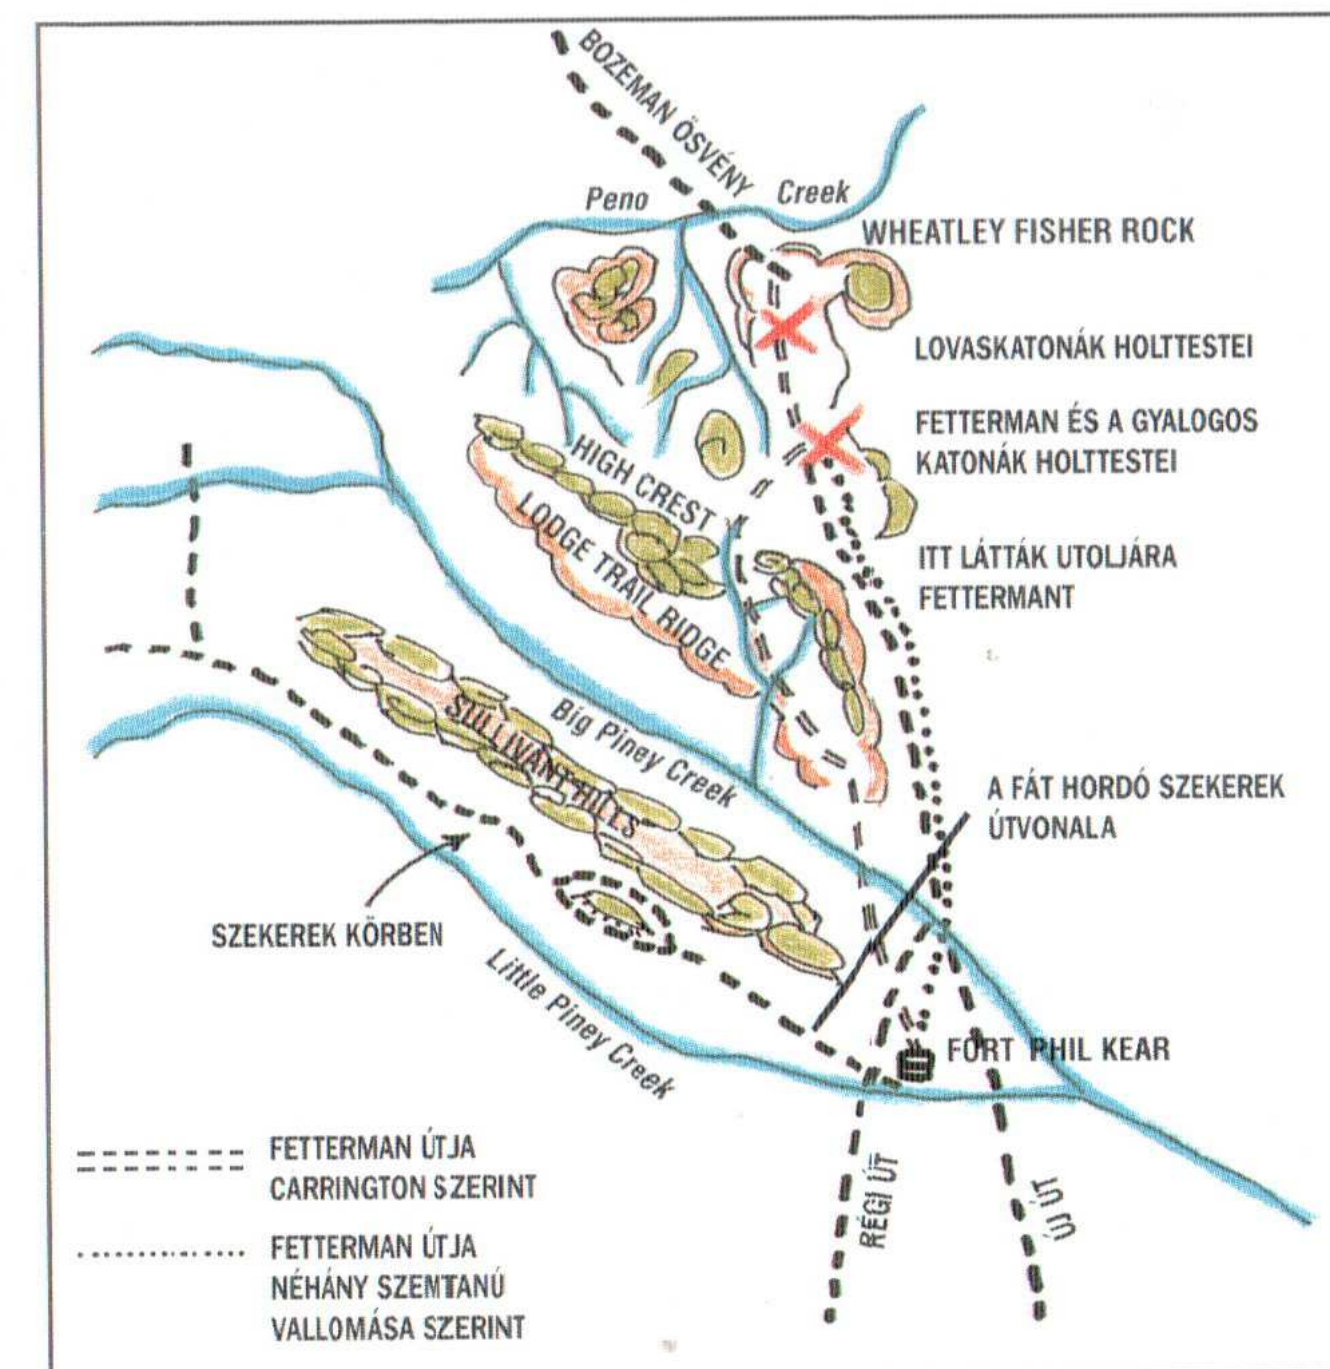 BOZEMAN ÖSVÉNY
Peno Creek
WHEATLEY FISHER ROCK
LOVASKATONÁK HOLTTESTEI
FETTERMAN ÉS A GYALOGOS
KATONÁK HOLTTESTEI
HIGH CREST
LODGE TRAIL RIDGE
ITT LÁTTÁK UTOLJÁRA
FETTERMANT
SULLIVANT HILLS
Big Piney Creek
A FÁT HORDÓ SZEKEREK
ÚTVONALA
SZEKEREK KÖRBEN
Little Piney Creek
FORT PHIL KEAR
RÉGI ÚT
ÚJ ÚT
FETTERMAN ÚTJA
CARRINGTON SZERINT
FETTERMAN ÚTJA
NÉHÁNY SZEMTANÚ
VALLOMÁSA SZERINT